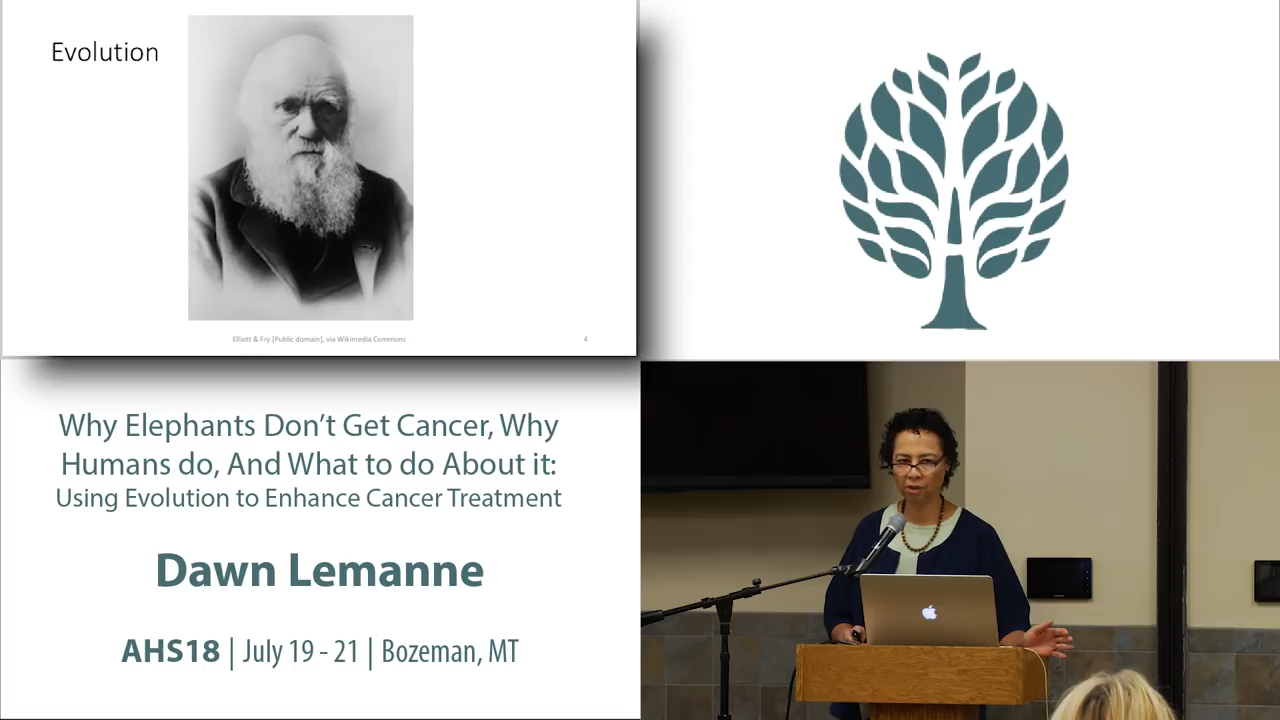 Evolution
Elliott & Fry [Public domain], via Wikimedia Commons
4
Why Elephants Don’t Get Cancer, Why
Humans do, And What to do About it:
Using Evolution to Enhance Cancer Treatment
Dawn Lemanne
AHS18 | July 19 - 21 | Bozeman, MT